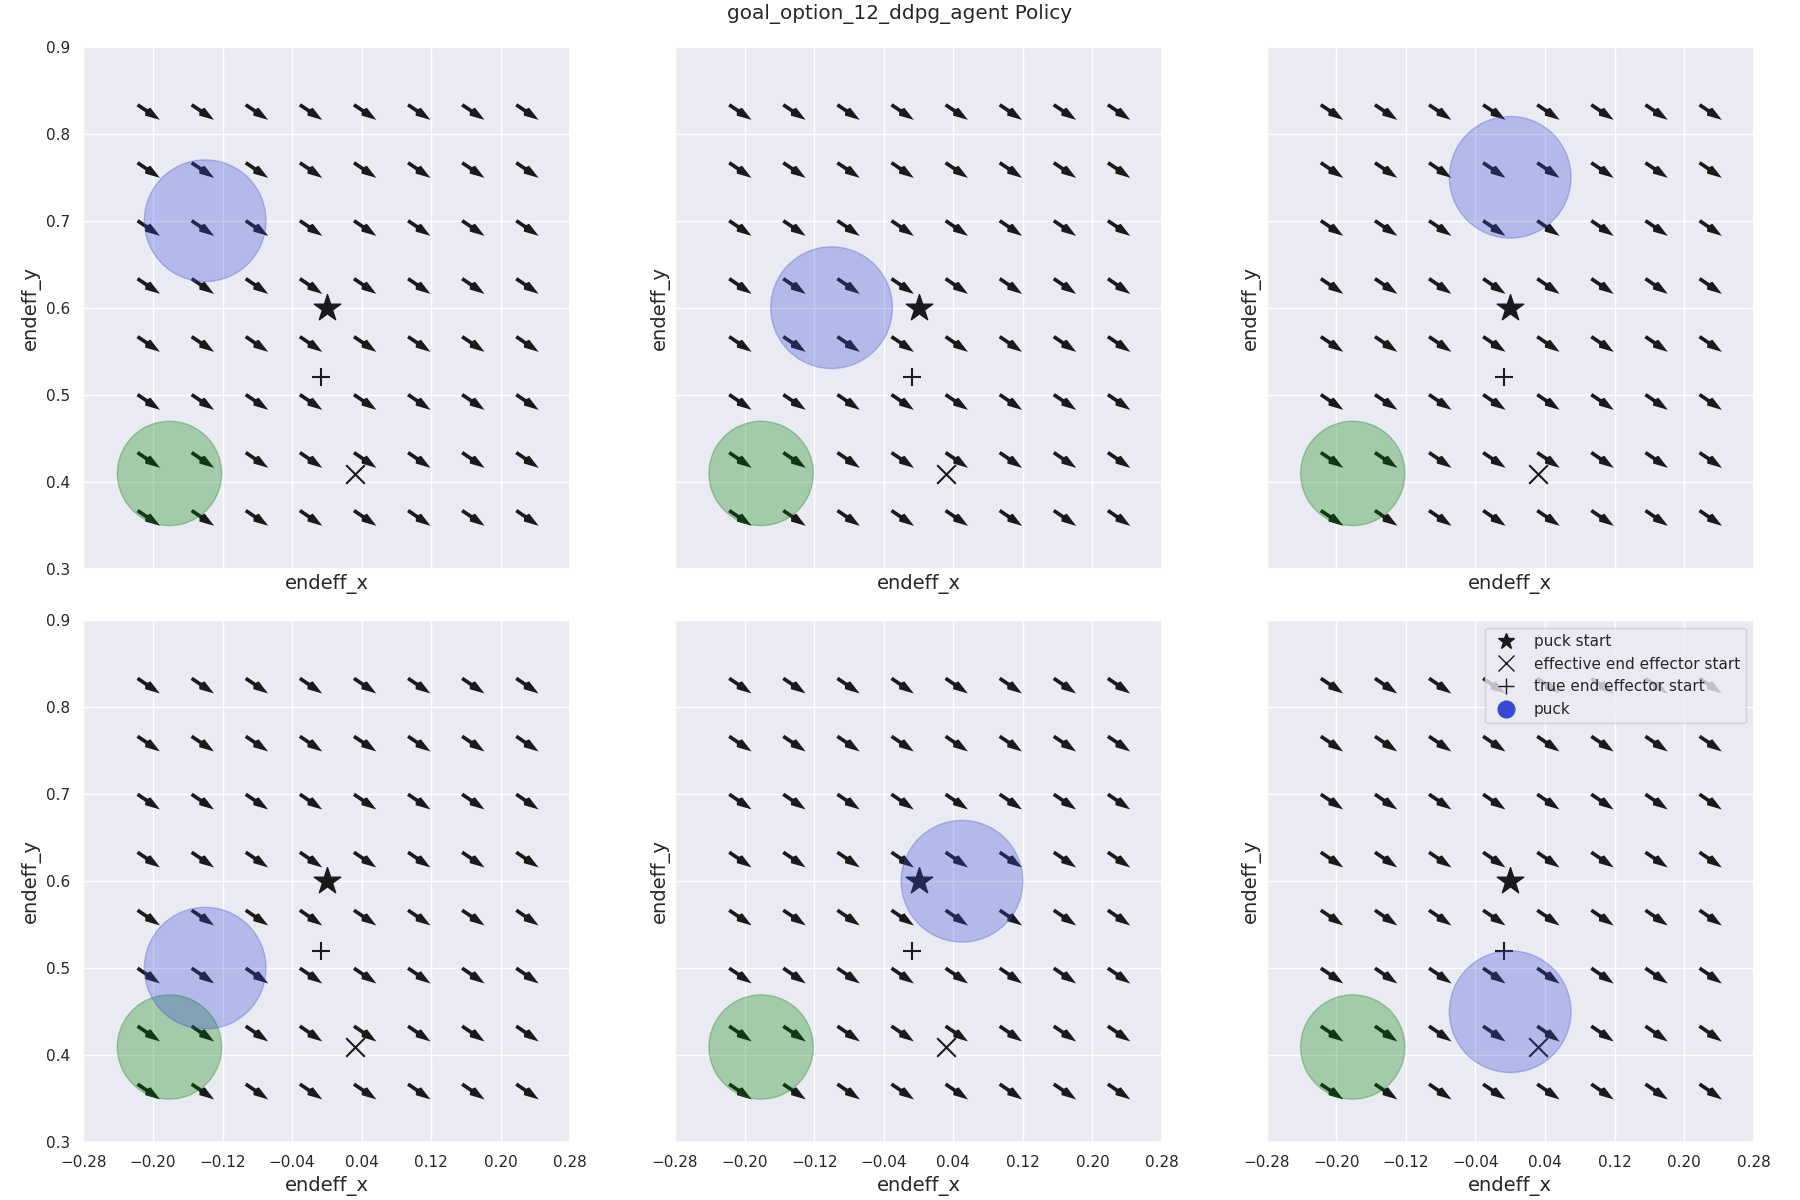 goal_option_12_ddpg_agent Policy
0.9
0.8
0.7
0.6
0.5
0.4
0.3
endeff_y
endeff_x
endeff_y
endeff_x
endeff_y
endeff_x
0.9
0.8
0.7
0.6
0.5
0.4
0.3
endeff_y
−0.28 −0.20 −0.12 −0.04 0.04 0.12 0.20 0.28
endeff_x
endeff_y
−0.28 −0.20 −0.12 −0.04 0.04 0.12 0.20 0.28
endeff_x
puck start
effective end effector start
true end effector start
puck
endeff_y
−0.28 −0.20 −0.12 −0.04 0.04 0.12 0.20 0.28
endeff_x